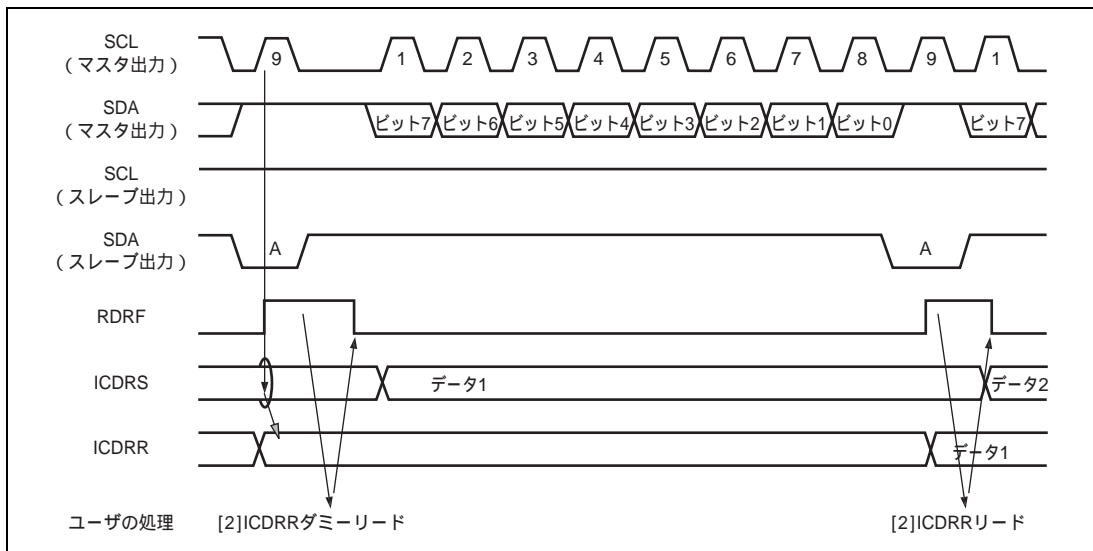 SCL
（マスタ出力）
9 1 2 3 4 5 6 7 8 9 1
SDA
（マスタ出力）
ビット7 ビット6 ビット5 ビット4 ビット3 ビット2 ビット1 ビット0 ビット7
SCL
（スレーブ出力）
SDA
（スレーブ出力）
A A
RDRF
ICDRS データ1 データ2
ICDRR データ1
ユーザの処理 [2]ICDRRダミーリード [2]ICDRRリード